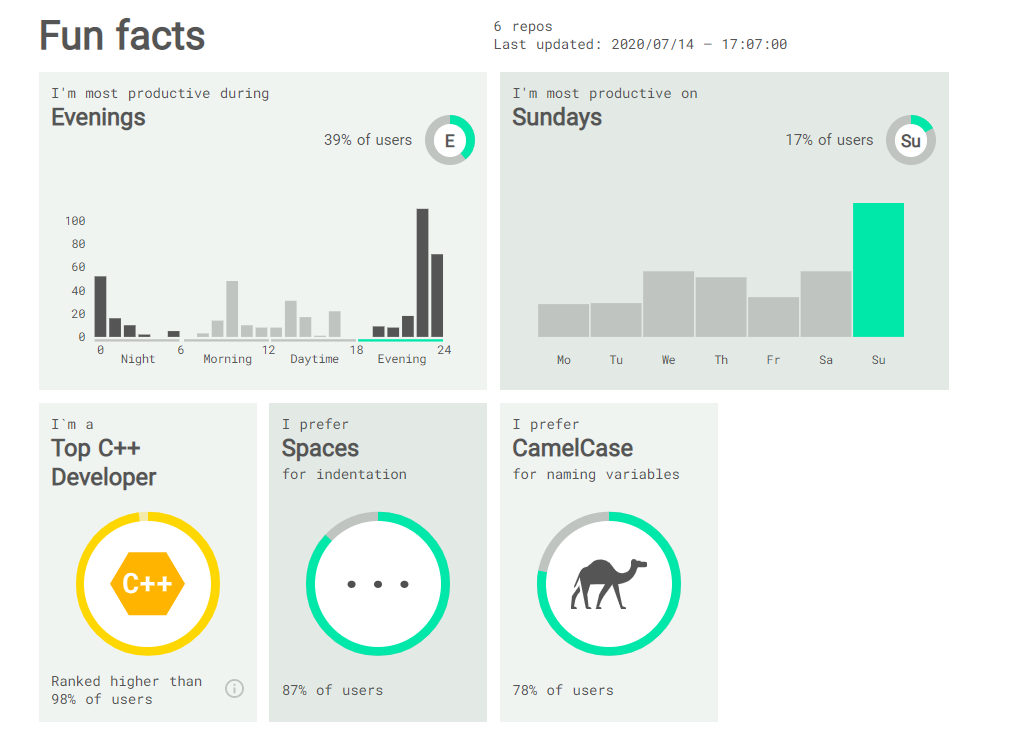 Fun facts
6 repos
Last updated: 2020/07/14 – 17:07:00
I'm most productive during
Evenings
39% of users
E
100
80
60
40
20
0
0 6 12 18 24
Night Morning Daytime Evening
I'm most productive on
Sundays
17% of users
Su
Mo Tu We Th Fr Sa Su
I`m a
Top C++
Developer
C++
Ranked higher than
98% of users
i
I prefer
Spaces
for indentation
87% of users
I prefer
CamelCase
for naming variables
78% of users